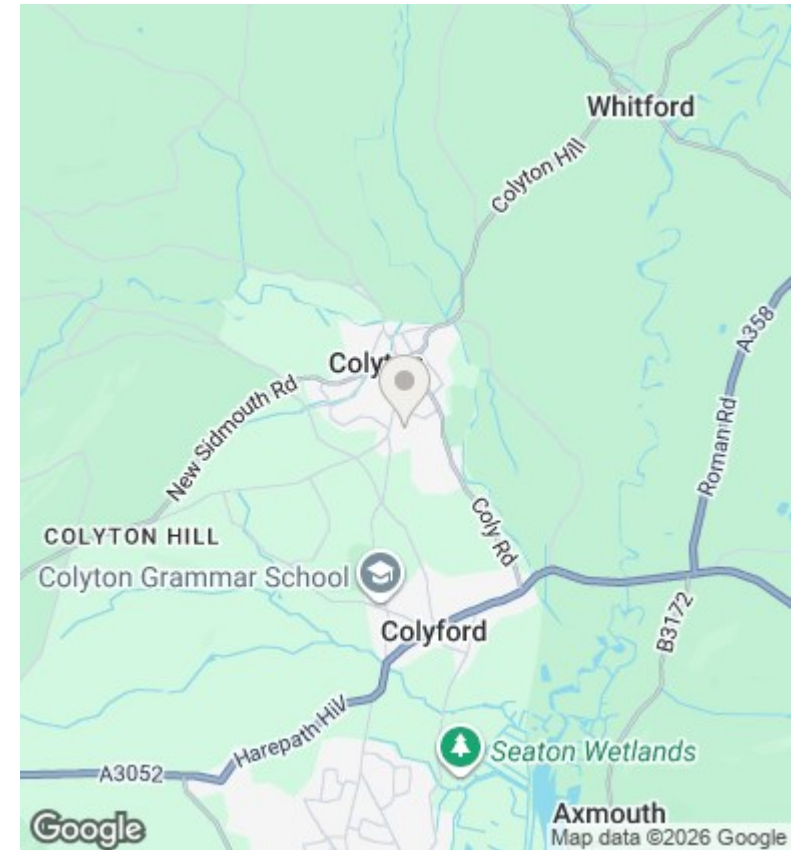 Whitford
Colyton Hill
A358
New Sidmouth Rd
Roman Rd
COLYTON HILL
Coly Rd
Colyton Grammar School
Colyford
B3172
Harepath Hill
Seaton Wetlands
A3052
Axmouth
Google
Map data ©2026 Google